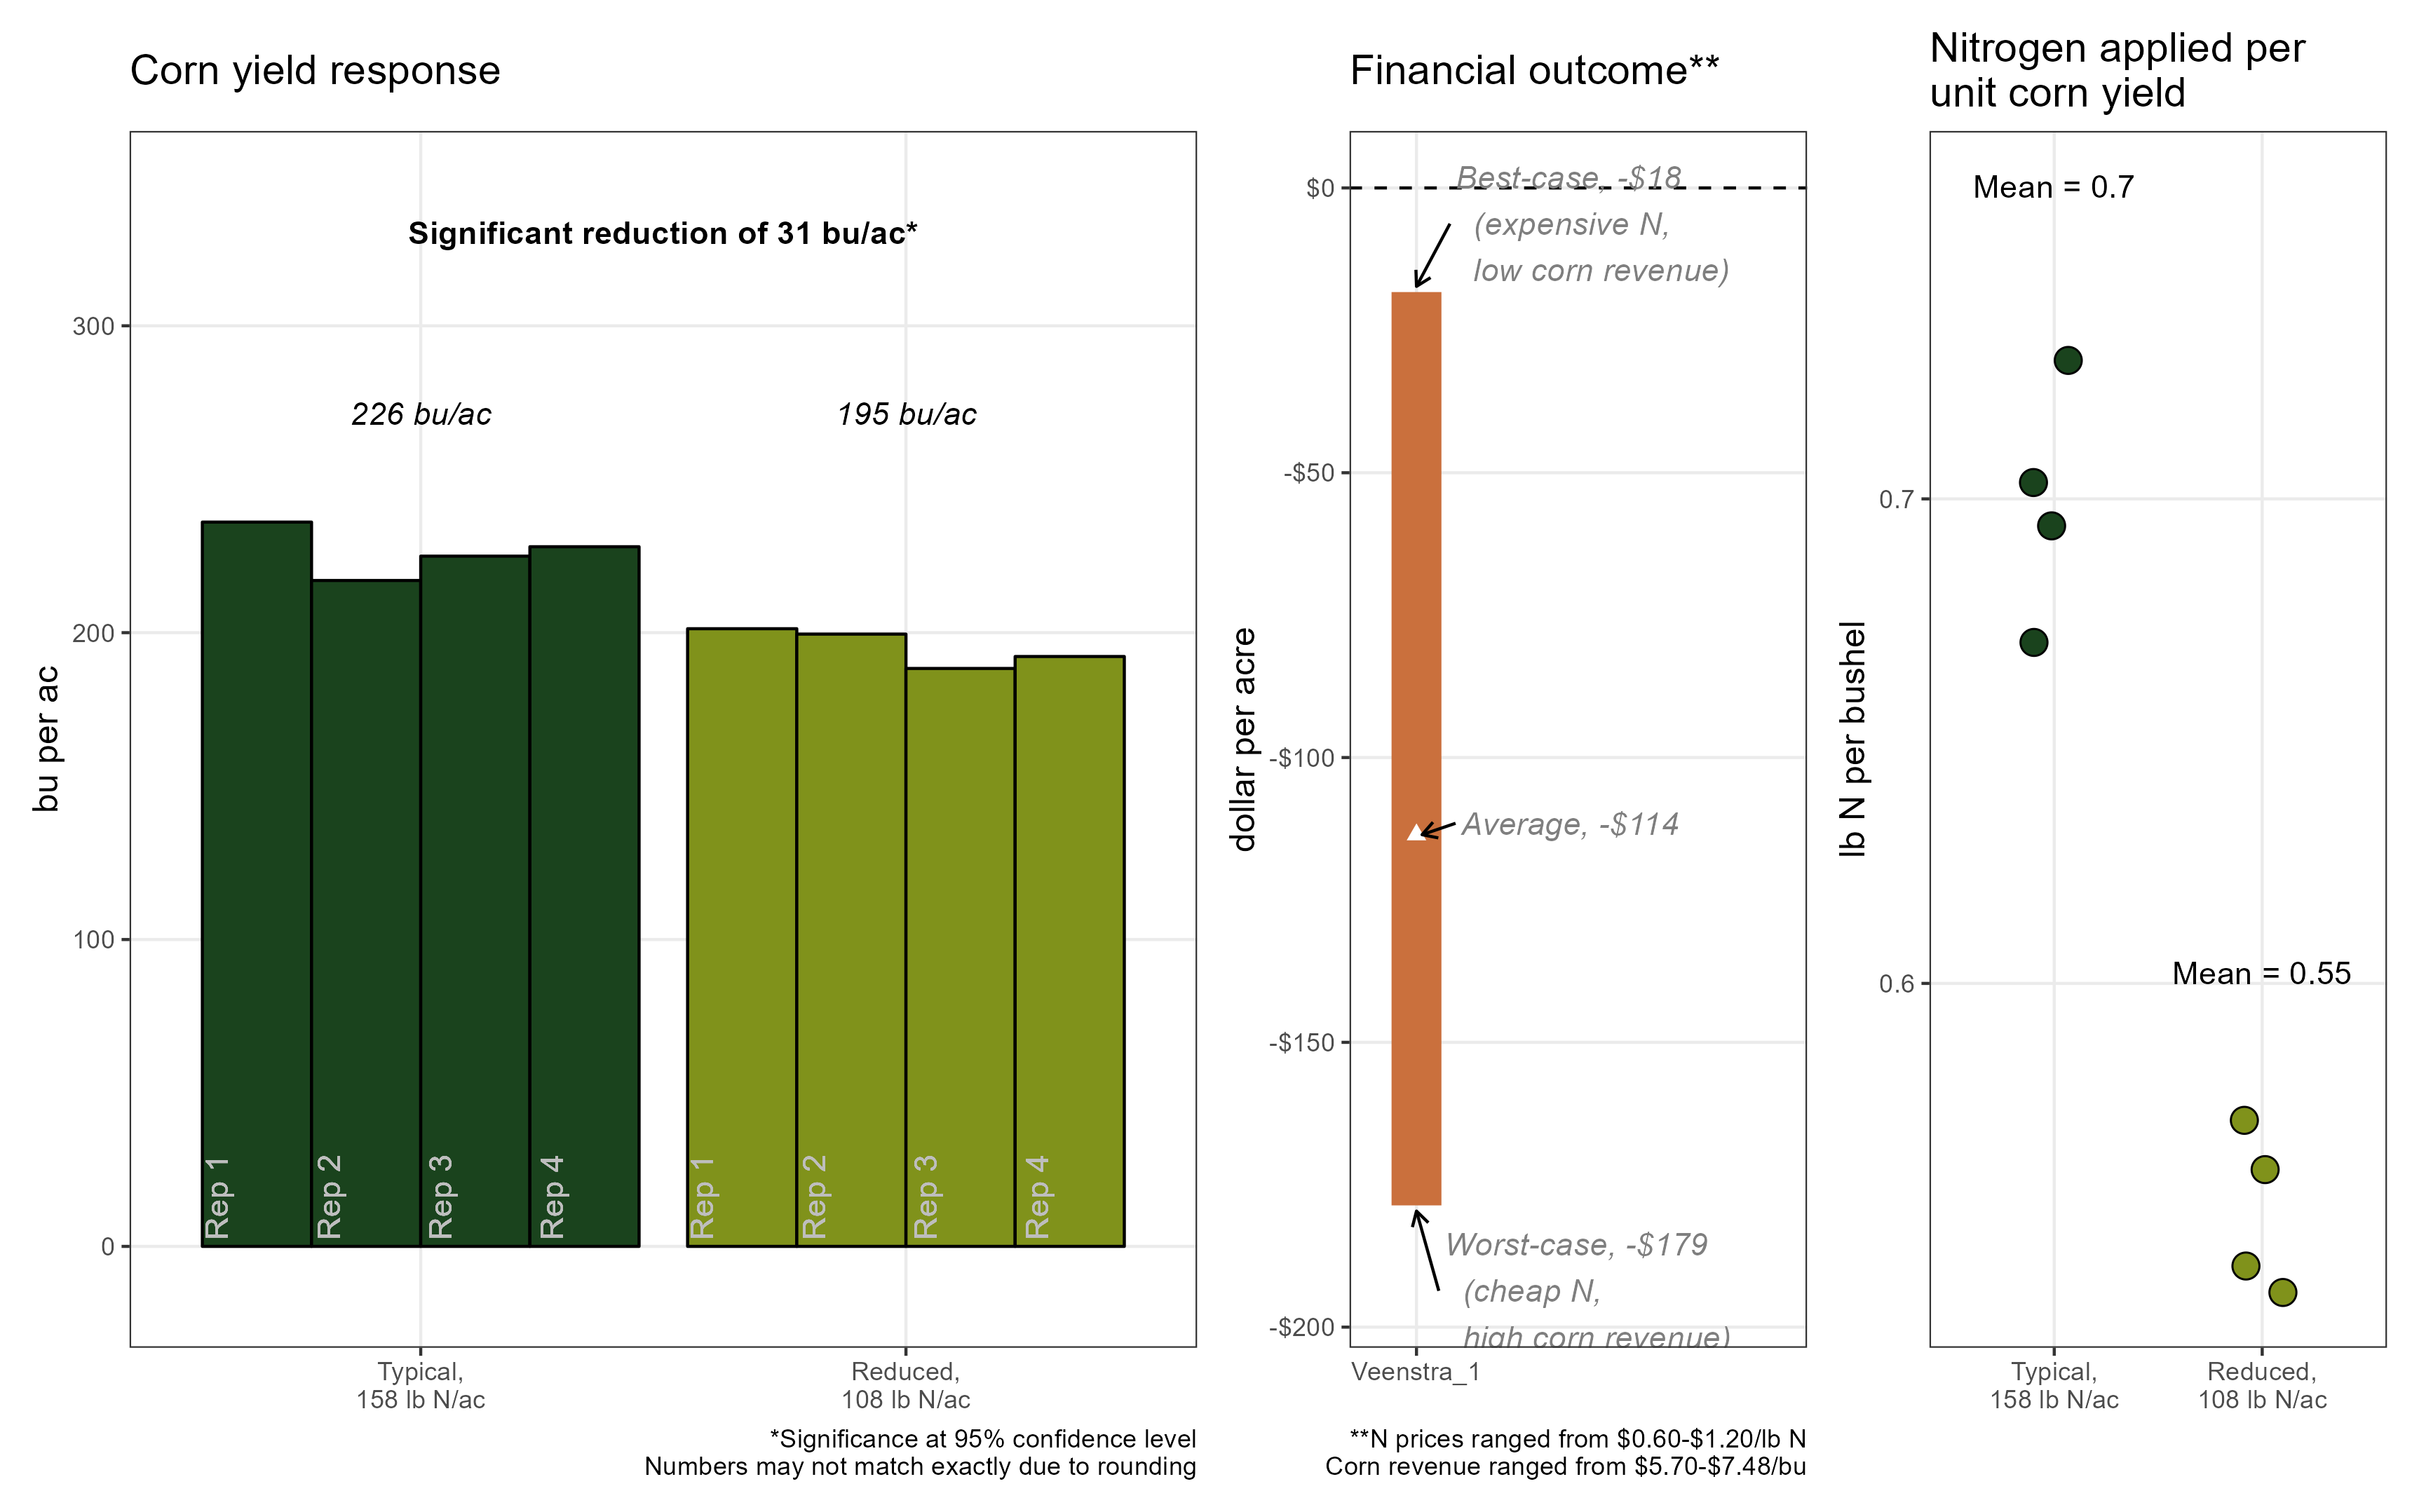 Corn yield response
Significant reduction of 31 bu/ac*
226 bu/ac
195 bu/ac
bu per ac
300
200
100
0
Rep 1
Rep 2
Rep 3
Rep 4
Rep 1
Rep 2
Rep 3
Rep 4
Typical,
158 lb N/ac
Reduced,
108 lb N/ac
*Significance at 95% confidence level
Numbers may not match exactly due to rounding
Financial outcome**
dollar per acre
$0
-$50
-$100
-$150
-$200
Best-case, -$18
(expensive N,
low corn revenue)
Average, -$114
Worst-case, -$179
(cheap N,
high corn revenue)
Veenstra_1
**N prices ranged from $0.60-$1.20/lb N
Corn revenue ranged from $5.70-$7.48/bu
Nitrogen applied per
unit corn yield
lb N per bushel
0.7
0.6
Mean = 0.7
Mean = 0.55
Typical,
158 lb N/ac
Reduced,
108 lb N/ac